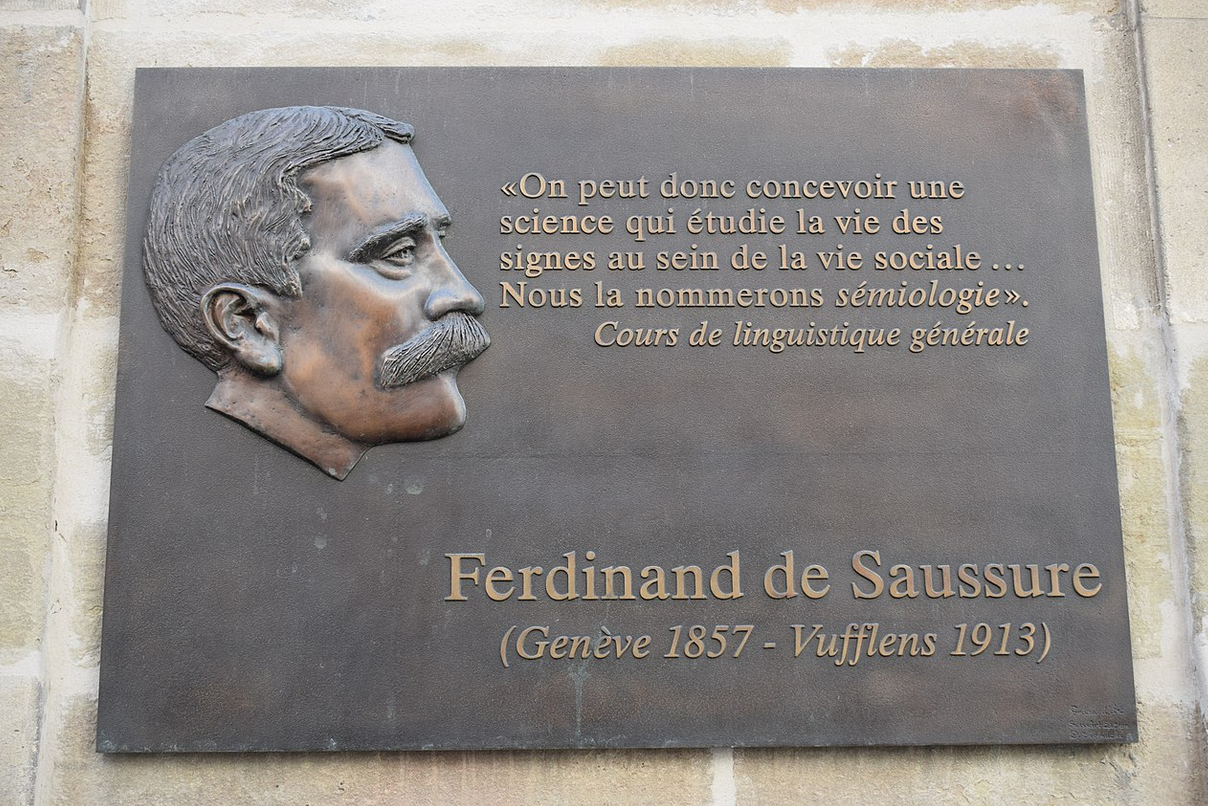 «On peut donc concevoir une
science qui étudie la vie des
signes au sein de la vie sociale ...
Nous la nommerons sémiologie».
Cours de linguistique générale
Ferdinand de Saussure
(Genève 1857 - Vufflens 1913)